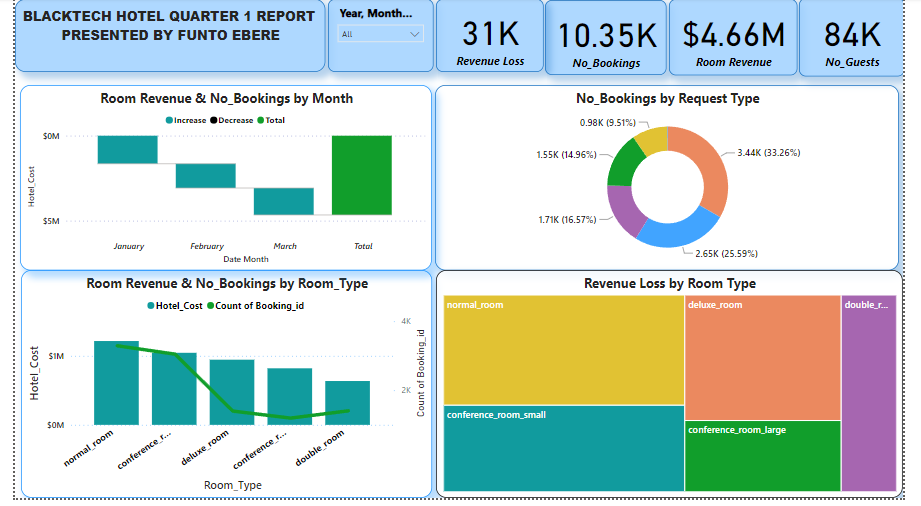 BLACKTECH HOTEL QUARTER 1 REPORT
PRESENTED BY FUNTO EBERE
Year, Month...
All
31K
Revenue Loss
10.35K
No_Bookings
$4.66M
Room Revenue
84K
No_Guests
Room Revenue & No_Bookings by Month
Increase Decrease Total
$0M
$5M
Hotel_Cost
January February March Total
Date Month
No_Bookings by Request Type
0.98K (9.51%)
1.55K (14.96%)
3.44K (33.26%)
1.71K (16.57%)
2.65K (25.59%)
Room Revenue & No_Bookings by Room_Type
Hotel_Cost Count of Booking_id
$1M
$0M
Hotel_Cost
4K
2K
Count of Booking_id
normal_room conference_r... deluxe_room conference_r... double_room
Room_Type
Revenue Loss by Room Type
normal_room
deluxe_room
double_r...
conference_room_small
conference_room_large